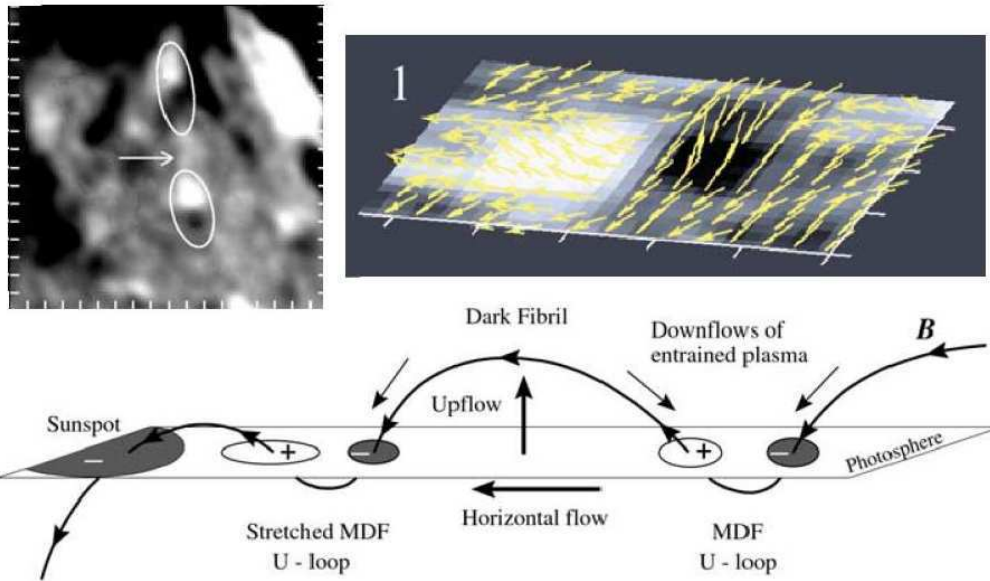 1
Dark Fibril
Downflows of
entrained plasma
B
Upflow
Sunspot
−
+
−
+
−
Photosphere
Horizontal flow
Stretched MDF
U - loop
MDF
U - loop